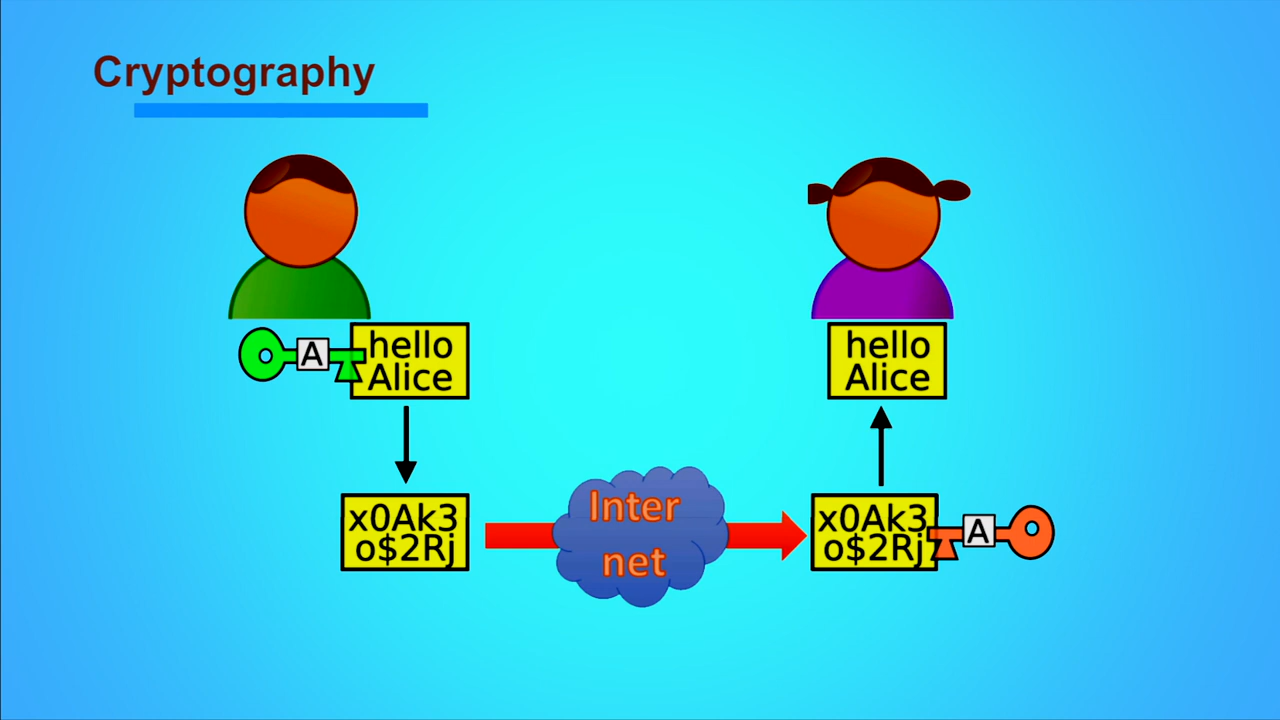 Cryptography
A
hello
Alice
hello
Alice
x0Ak3
o$2Rj
Inter
net
x0Ak3
o$2Rj
A